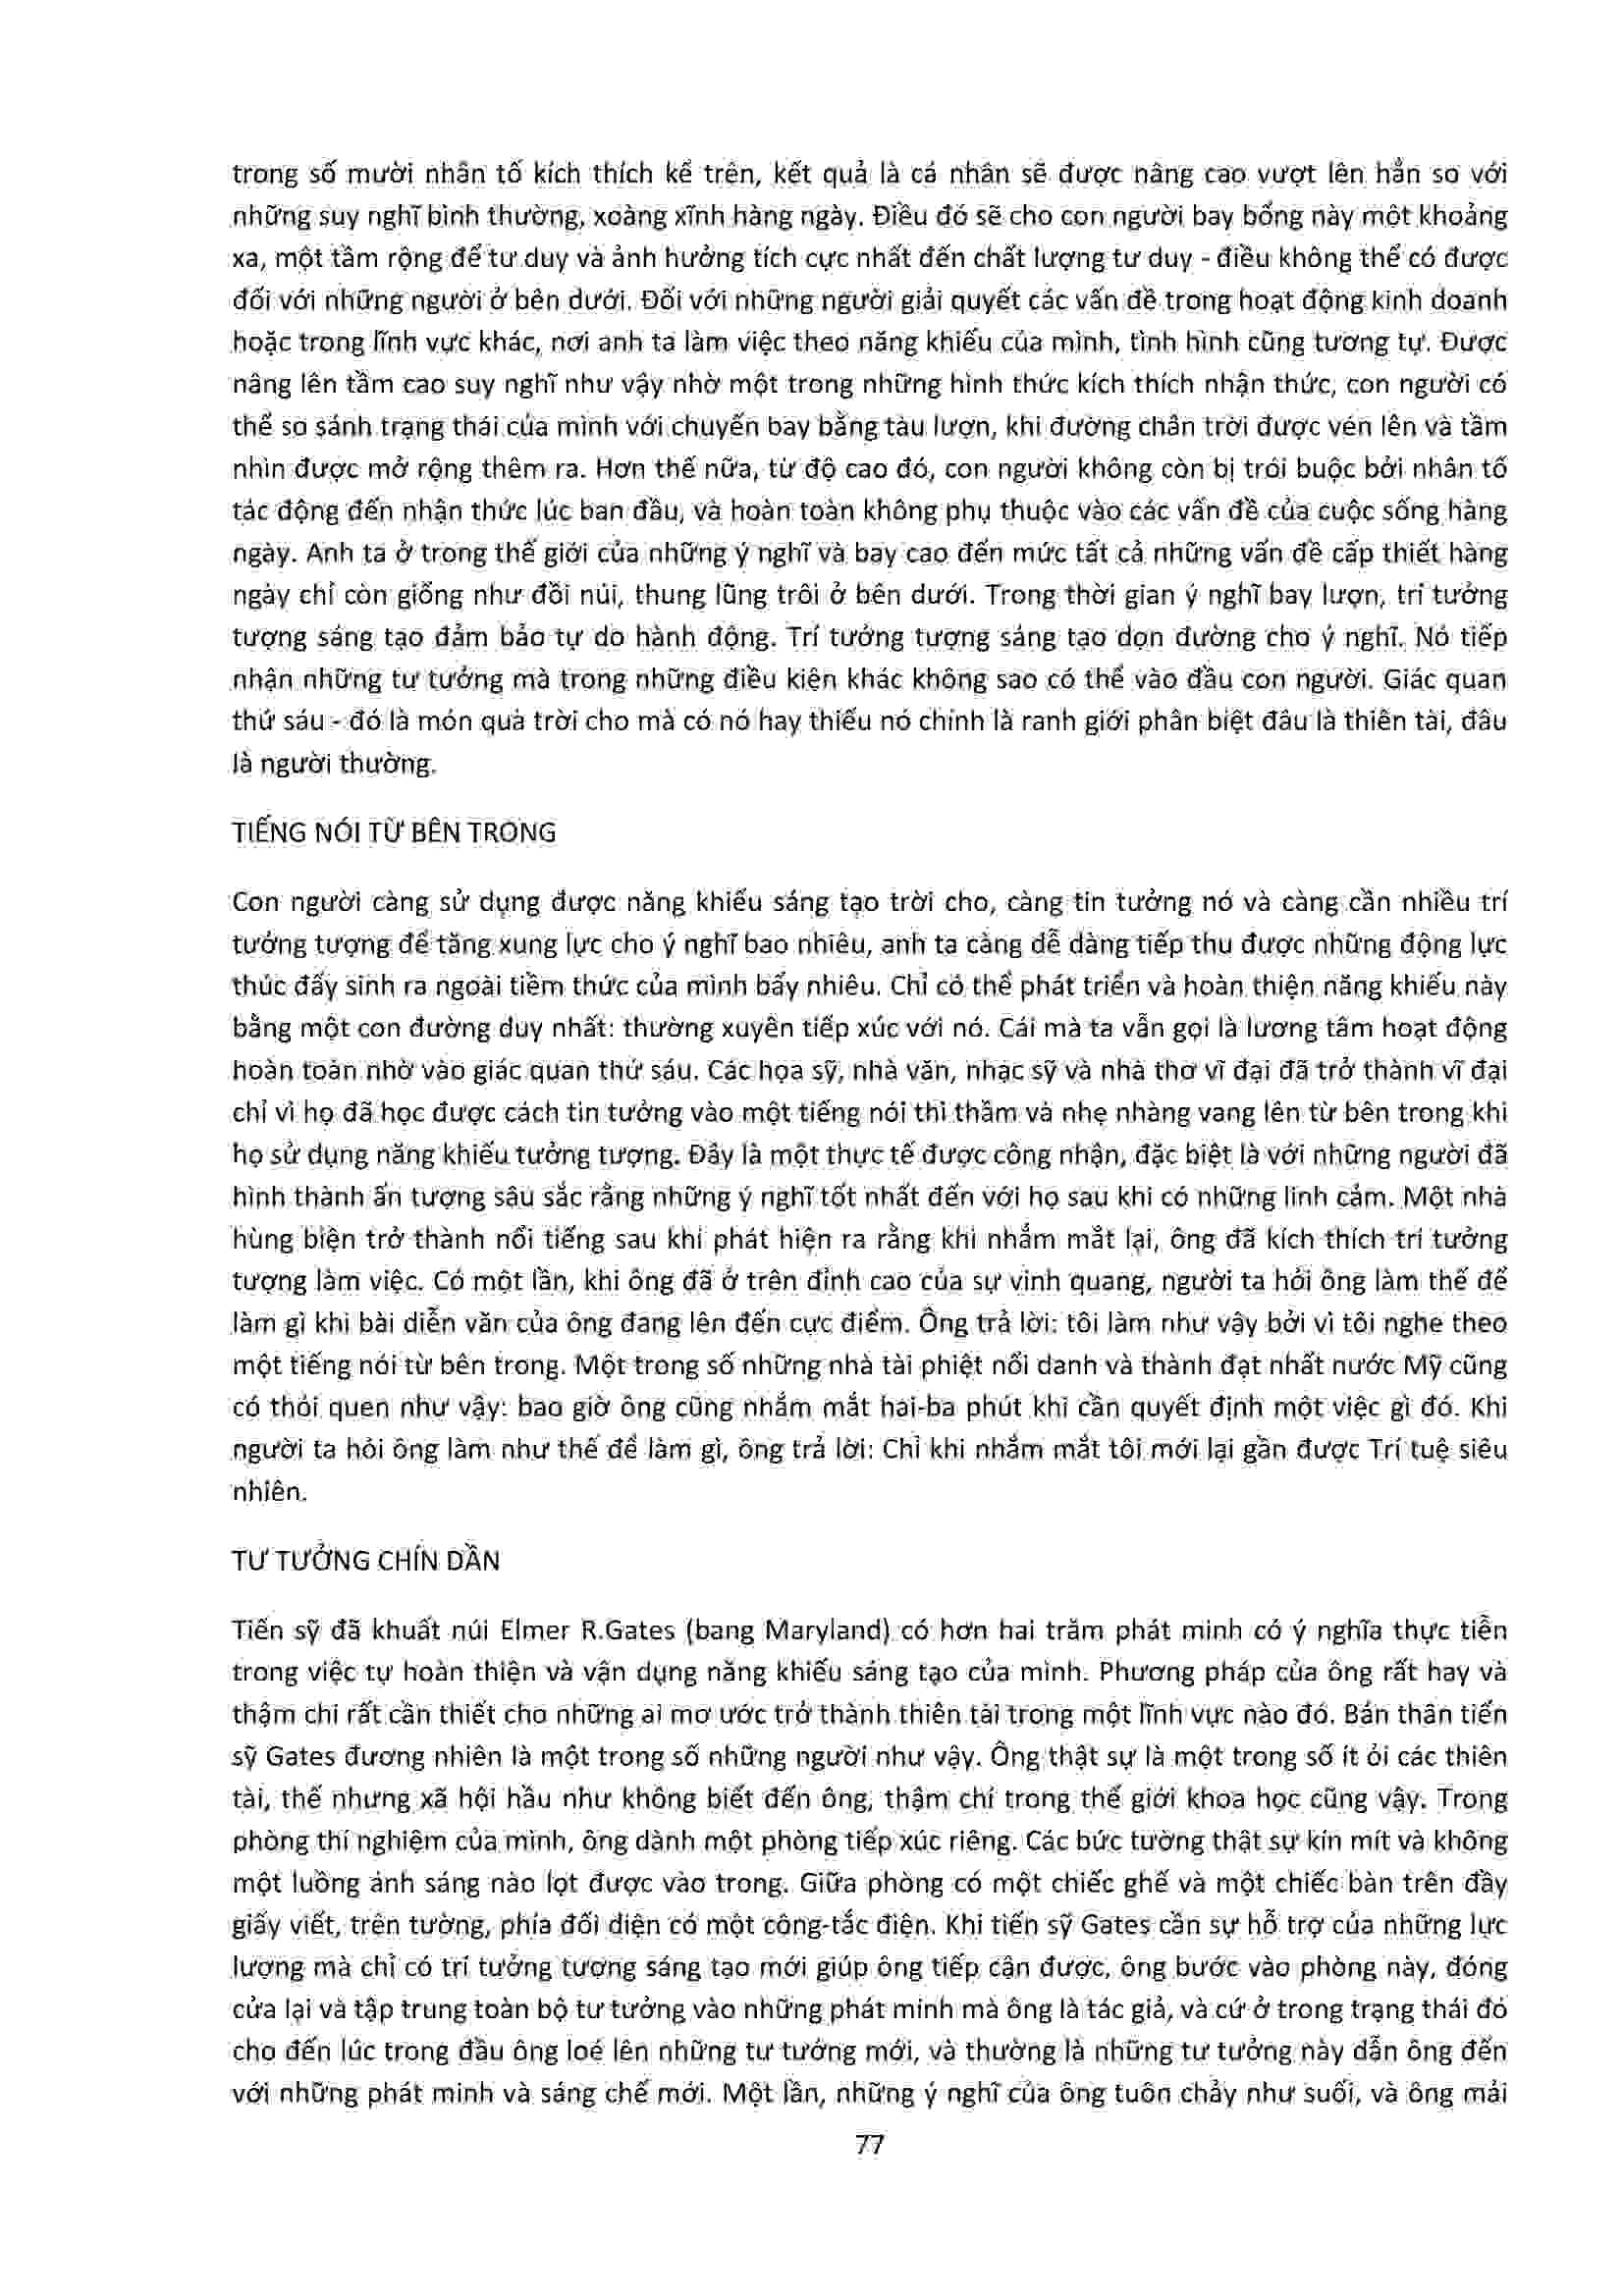 trong số mười nhân tố kích thích kể trên, kết quả là cá nhân sẽ được nâng cao vượt lên hẳn so với
những suy nghĩ bình thường, xoàng xĩnh hàng ngày. Điều đó sẽ cho con người bay bổng này một khoảng
xa, một tầm rộng để tư duy và ảnh hưởng tích cực nhất đến chất lượng tư duy - điều không thể có được
đối với những người ở bên dưới. Đối với những người giải quyết các vấn đề trong hoạt động kinh doanh
hoặc trong lĩnh vực khác, nơi anh ta làm việc theo năng khiếu của mình, tình hình cũng tương tự. Được
nâng lên tầm cao suy nghĩ như vậy nhờ một trong những hình thức kích thích nhận thức, con người có
thể so sánh trạng thái của mình với chuyến bay bằng tàu lượn, khi đường chân trời được vén lên và tầm
nhìn được mở rộng thêm ra. Hơn thế nữa, từ độ cao đó, con người không còn bị trói buộc bởi nhân tố
tác động đến nhận thức lúc ban đầu, và hoàn toàn không phụ thuộc vào các vấn đề của cuộc sống hàng
ngày. Anh ta ở trong thế giới của những ý nghĩ và bay cao đến mức tất cả những vấn đề cấp thiết hàng
ngày chỉ còn giống như đồi núi, thung lũng trôi ở bên dưới. Trong thời gian ý nghĩ bay lượn, trí tưởng
tượng sáng tạo đảm bảo tự do hành động. Trí tưởng tượng sáng tạo dọn đường cho ý nghĩ. Nó tiếp
nhận những tư tưởng mà trong những điều kiện khác không sao có thể vào đầu con người. Giác quan
thứ sáu - đó là món quà trời cho mà có nó hay thiếu nó chính là ranh giới phân biệt đâu là thiên tài, đâu
là người thường.
TIẾNG NÓI TỪ BÊN TRONG
Con người càng sử dụng được năng khiếu sáng tạo trời cho, càng tin tưởng nó và càng cần nhiều trí
tưởng tượng để tăng xung lực cho ý nghĩ bao nhiêu, anh ta càng dễ dàng tiếp thu được những động lực
thúc đẩy sinh ra ngoài tiềm thức của mình bấy nhiêu. Chỉ có thể phát triển và hoàn thiện năng khiếu này
bằng một con đường duy nhất: thường xuyên tiếp xúc với nó. Cái mà ta vẫn gọi là lương tâm hoạt động
hoàn toàn nhờ vào giác quan thứ sáu. Các họa sỹ, nhà văn, nhạc sỹ và nhà thơ vĩ đại đã trở thành vĩ đại
chỉ vì họ đã học được cách tin tưởng vào một tiếng nói thì thầm và nhẹ nhàng vang lên từ bên trong khi
họ sử dụng năng khiếu tưởng tượng. Đây là một thực tế được công nhận, đặc biệt là với những người đã
hình thành ấn tượng sâu sắc rằng những ý nghĩ tốt nhất đến với họ sau khi có những linh cảm. Một nhà
hùng biện trở thành nổi tiếng sau khi phát hiện ra rằng khi nhắm mắt lại, ông đã kích thích trí tưởng
tượng làm việc. Có một lần, khi ông đã ở trên đỉnh cao của sự vinh quang, người ta hỏi ông làm thế để
làm gì khi bài diễn văn của ông đang lên đến cực điểm. Ông trả lời: tôi làm như vậy bởi vì tôi nghe theo
một tiếng nói từ bên trong. Một trong số những nhà tài phiệt nổi danh và thành đạt nhất nước Mỹ cũng
có thói quen như vậy: bao giờ ông cũng nhắm mắt hai-ba phút khi cần quyết định một việc gì đó. Khi
người ta hỏi ông làm như thế để làm gì, ông trả lời: Chỉ khi nhắm mắt tôi mới lại gần được Trí tuệ siêu
nhiên.
TƯ TƯỞNG CHÍN DẦN
Tiến sỹ đã khuất núi Elmer R.Gates (bang Maryland) có hơn hai trăm phát minh có ý nghĩa thực tiễn
trong việc tự hoàn thiện và vận dụng năng khiếu sáng tạo của mình. Phương pháp của ông rất hay và
thậm chí rất cần thiết cho những ai mơ ước trở thành thiên tài trong một lĩnh vực nào đó. Bản thân tiến
sỹ Gates đương nhiên là một trong số những người như vậy. Ông thật sự là một trong số ít ỏi các thiên
tài, thế nhưng xã hội hầu như không biết đến ông, thậm chí trong thế giới khoa học cũng vậy. Trong
phòng thí nghiệm của mình, ông dành một phòng tiếp xúc riêng. Các bức tường thật sự kín mít và không
một luồng ánh sáng nào lọt được vào trong. Giữa phòng có một chiếc ghế và một chiếc bàn trên đầy
giấy viết, trên tường, phía đối diện có một công-tắc điện. Khi tiến sỹ Gates cần sự hỗ trợ của những lực
lượng mà chỉ có trí tưởng tượng sáng tạo mới giúp ông tiếp cận được, ông bước vào phòng này, đóng
cửa lại và tập trung toàn bộ tư tưởng vào những phát minh mà ông là tác giả, và cứ ở trong trạng thái đó
cho đến lúc trong đầu ông loé lên những tư tưởng mới, và thường là những tư tưởng này dẫn ông đến
với những phát minh và sáng chế mới. Một lần, những ý nghĩ của ông tuôn chảy như suối, và ông mải
77